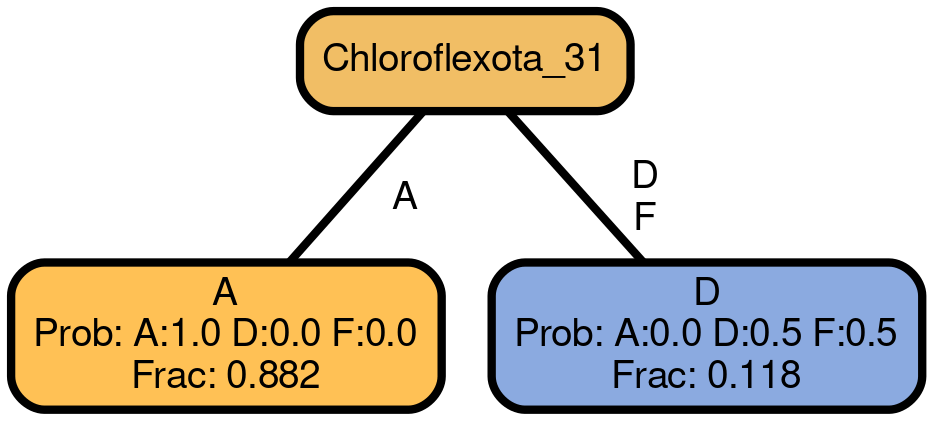 Chloroflexota_31
A
D
F
A
Prob: A:1.0 D:0.0 F:0.0
Frac: 0.882
D
Prob: A:0.0 D:0.5 F:0.5
Frac: 0.118